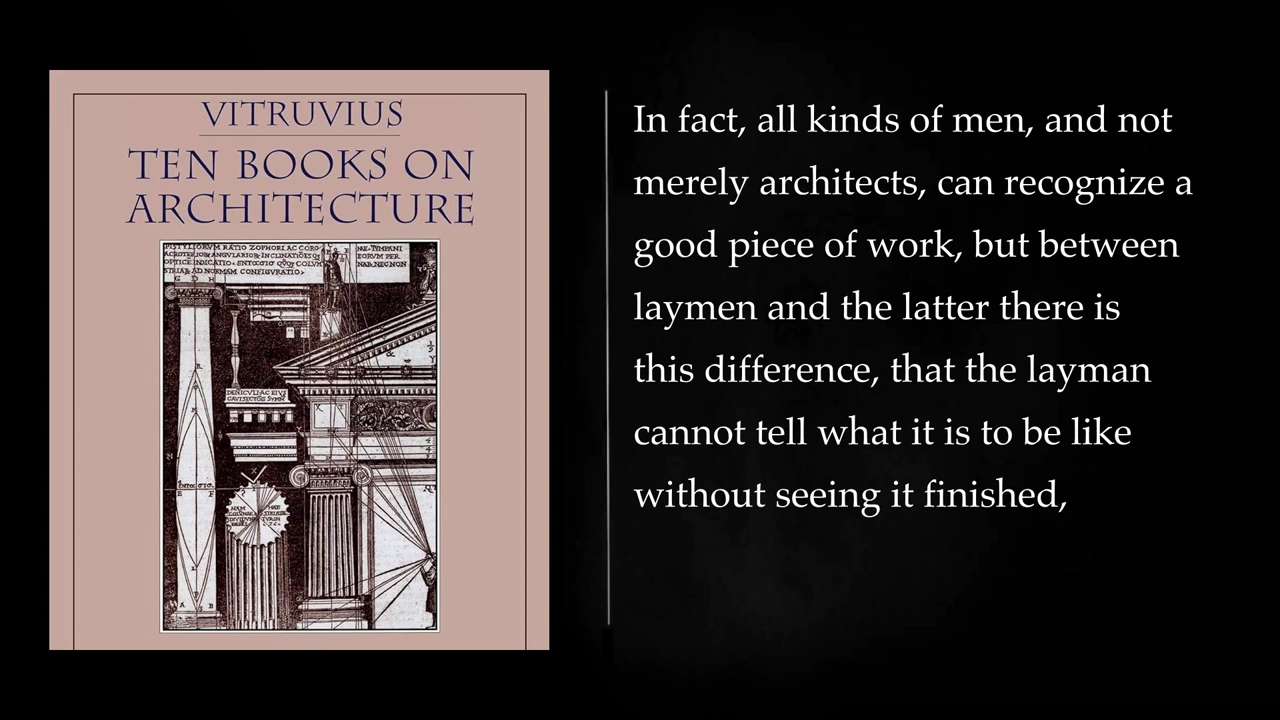 VITRUVIUS
TEN BOOKS ON
ARCHITECTURE
In fact, all kinds of men, and not
merely architects, can recognize a
good piece of work, but between
laymen and the latter there is
this difference, that the layman
cannot tell what it is to be like
without seeing it finished,